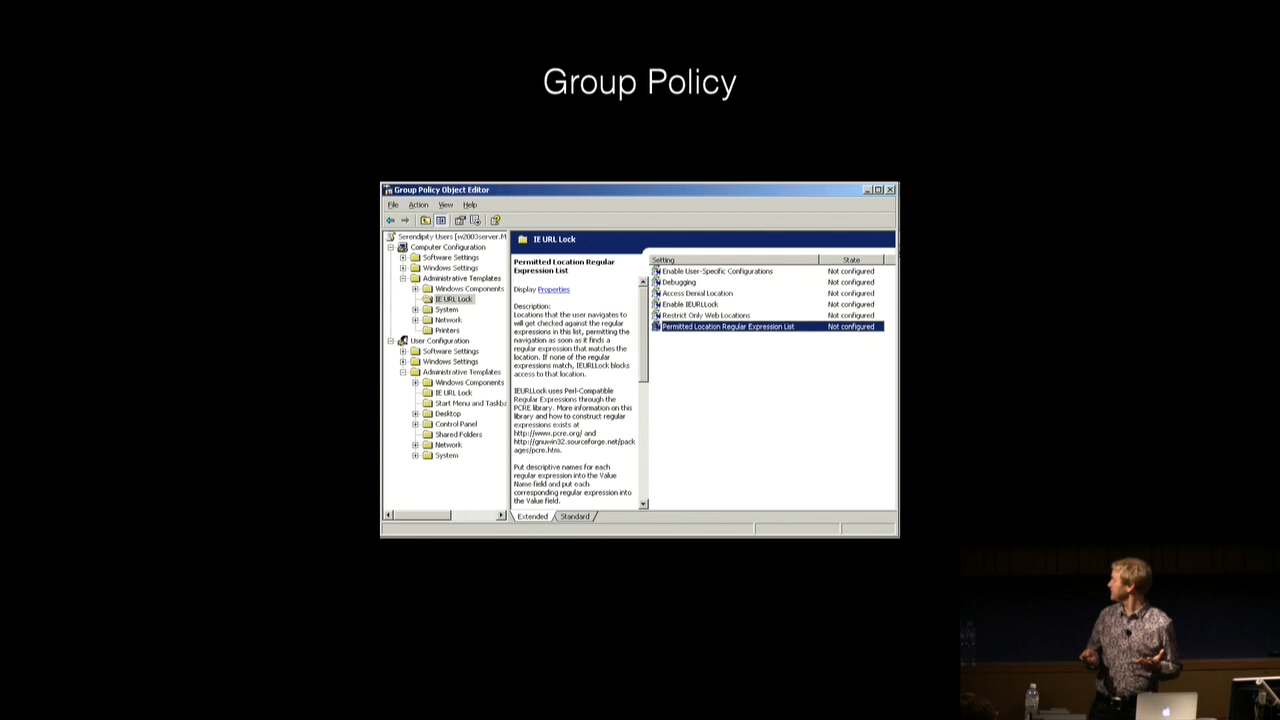 Group Policy
Group Policy Object Editor
File Action View Help
Serendipity Users [w2003server.M
Computer Configuration
Software Settings
Windows Settings
Administrative Templates
Windows Components
IE URL Lock
System
Network
Printers
User Configuration
Software Settings
Windows Settings
Administrative Templates
Windows Components
IE URL Lock
Start Menu and Taskba
Desktop
Control Panel
Shared Folders
Network
System
IE URL Lock
Permitted Location Regular
Expression List
Display Properties
Description:
Locations that the user navigates to
will get checked against the regular
expressions in this list, permitting the
navigation as soon as it finds a
regular expression that matches the
location. If none of the regular
expressions match, IEURLLock blocks
access to that location.
IEURLLock uses Perl-Compatible
Regular Expressions through the
PCRE library. More information on this
library and how to construct regular
expressions exists at
http://www.pcre.org/ and
http://gnuwin32.sourceforge.net/pack
ages/pcre.htm.
Put descriptive names for each
regular expression into the Value
Name field and put each
corresponding regular expression into
the Value field.
Setting State
Enable User-Specific Configurations Not configured
Debugging Not configured
Access Denial Location Not configured
Enable IEURLLock Not configured
Restrict Only Web Locations Not configured
Permitted Location Regular Expression List Not configured
Extended Standard